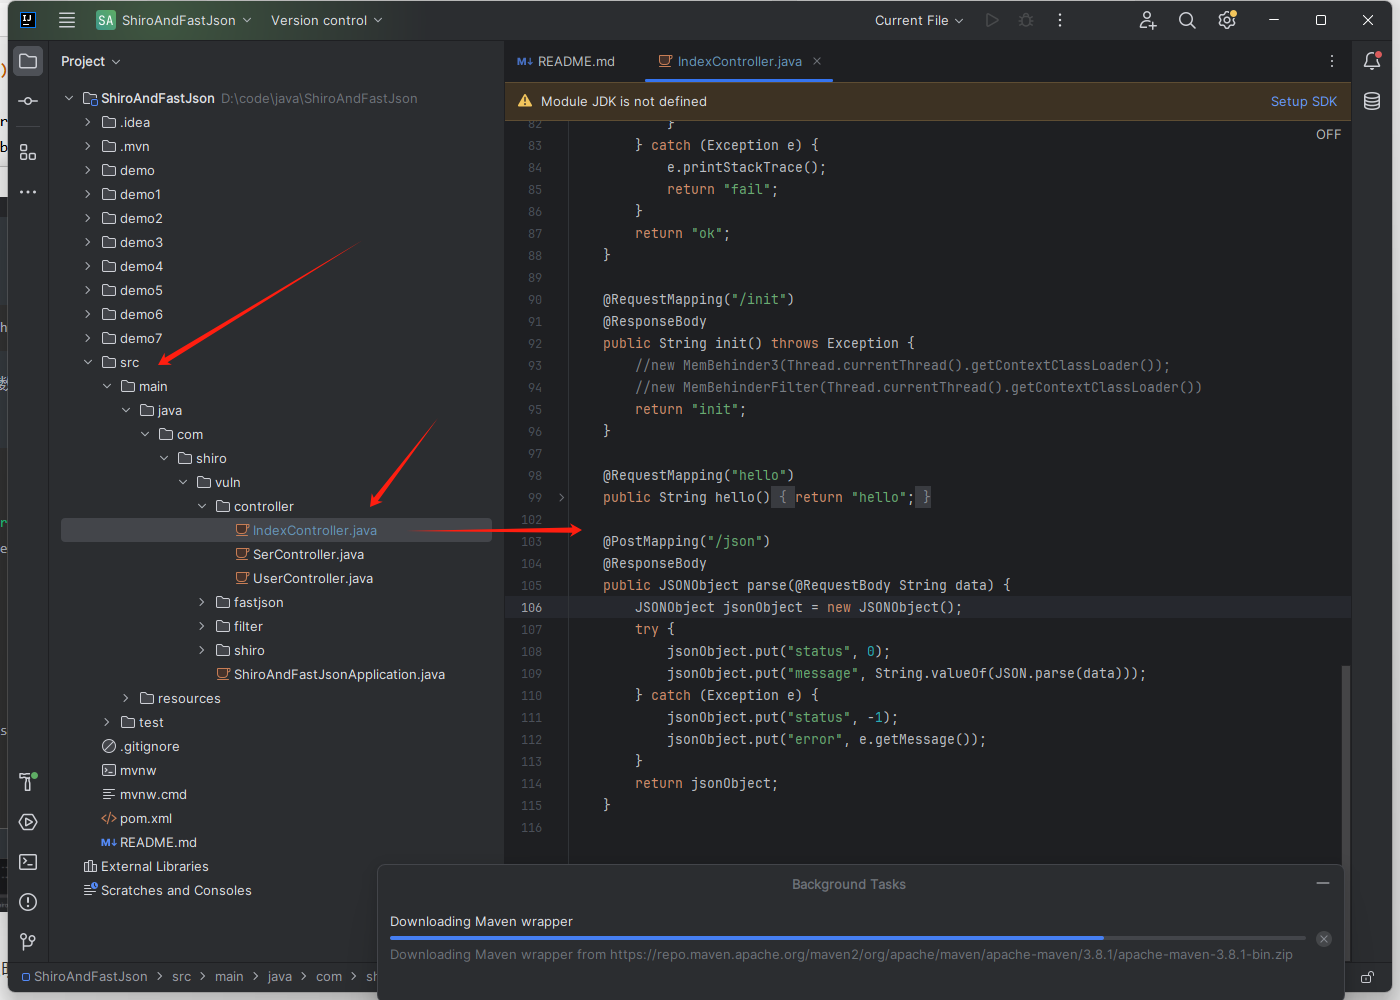 SA ShiroAndFastJson Version control Current File
Project
README.md IndexController.java
Module JDK is not defined Setup SDK
OFF
ShiroAndFastJson D:\code\java\ShiroAndFastJson
.idea
.mvn
demo
demo1
demo2
demo3
demo4
demo5
demo6
demo7
src
main
java
com
shiro
vuln
controller
IndexController.java
SerController.java
UserController.java
fastjson
filter
shiro
ShiroAndFastJsonApplication.java
resources
test
.gitignore
mvnw
mvnw.cmd
pom.xml
README.md
External Libraries
Scratches and Consoles
82 }
83 } catch (Exception e) {
84 e.printStackTrace();
85 return "fail";
86 }
87 return "ok";
88 }
89
90 @RequestMapping("/init")
91 @ResponseBody
92 public String init() throws Exception {
93 //new MemBehinder3(Thread.currentThread().getContextClassLoader());
94 //new MemBehinderFilter(Thread.currentThread().getContextClassLoader())
95 return "init";
96 }
97
98 @RequestMapping("hello")
99 public String hello() { return "hello"; }
102
103 @PostMapping("/json")
104 @ResponseBody
105 public JSONObject parse(@RequestBody String data) {
106 JSONObject jsonObject = new JSONObject();
107 try {
108 jsonObject.put("status", 0);
109 jsonObject.put("message", String.valueOf(JSON.parse(data)));
110 } catch (Exception e) {
111 jsonObject.put("status", -1);
112 jsonObject.put("error", e.getMessage());
113 }
114 return jsonObject;
115 }
116
Background Tasks
Downloading Maven wrapper
Downloading Maven wrapper from https://repo.maven.apache.org/maven2/org/apache/maven/apache-maven/3.8.1/apache-maven-3.8.1-bin.zip
ShiroAndFastJson > src > main > java > com > sh